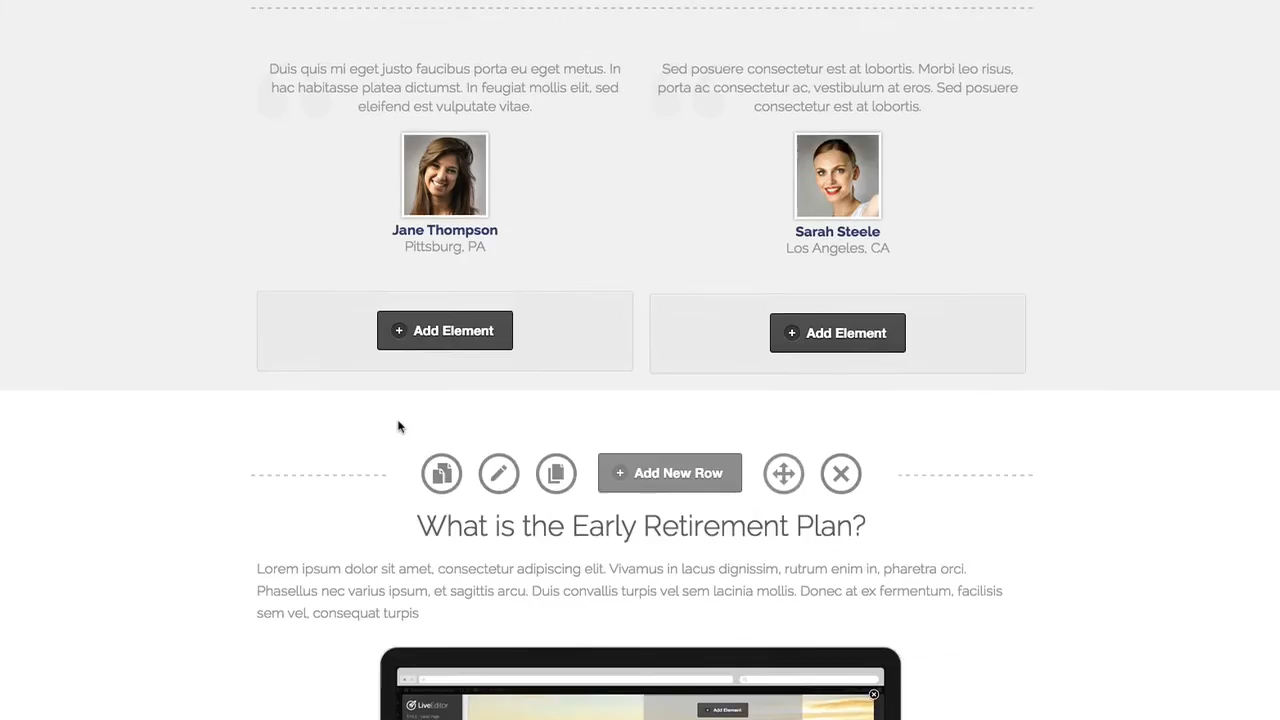 Duis quis mi eget justo faucibus porta eu eget metus. In
hac habitasse platea dictumst. In feugiat mollis elit, sed
eleifend est vulputate vitae.
Jane Thompson
Pittsburg, PA
Sed posuere consectetur est at lobortis. Morbi leo risus,
porta ac consectetur ac, vestibulum at eros. Sed posuere
consectetur est at lobortis.
Sarah Steele
Los Angeles, CA
Add Element
Add Element
Add New Row
What is the Early Retirement Plan?
Lorem ipsum dolor sit amet, consectetur adipiscing elit. Vivamus in lacus dignissim, rutrum enim in, pharetra orci.
Phasellus nec varius ipsum, et sagittis arcu. Duis convallis turpis vel sem lacinia mollis. Donec at ex fermentum, facilisis
sem vel, consequat turpis
LiveEditor
Add Element